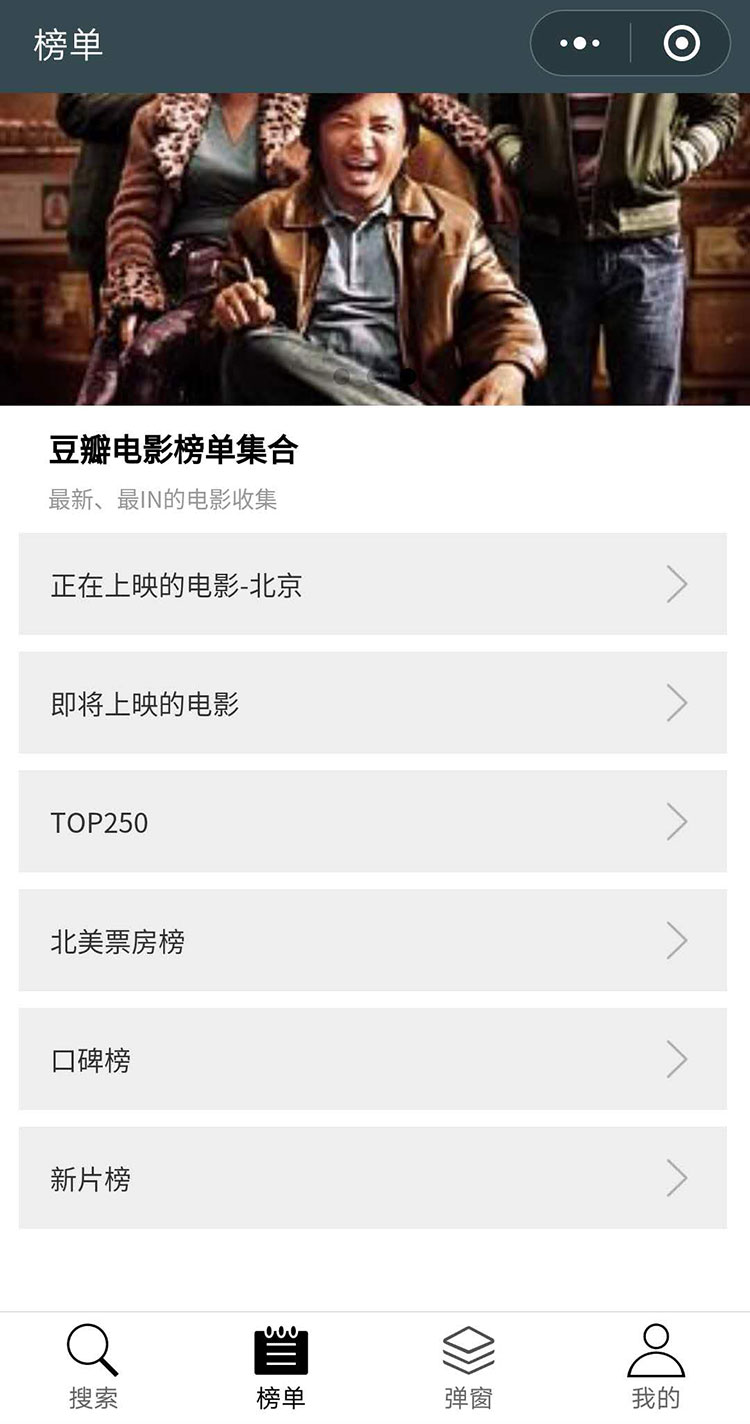 榜单
豆瓣电影榜单集合
最新、最IN的电影收集
正在上映的电影-北京
即将上映的电影
TOP250
北美票房榜
口碑榜
新片榜
搜索
榜单
弹窗
我的